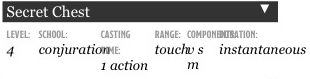 Secret Chest ▼
LEVEL: SCHOOL: CASTING TIME: RANGE: COMPONENTS: DURATION:
4 conjuration 1 action touch v s m instantaneous